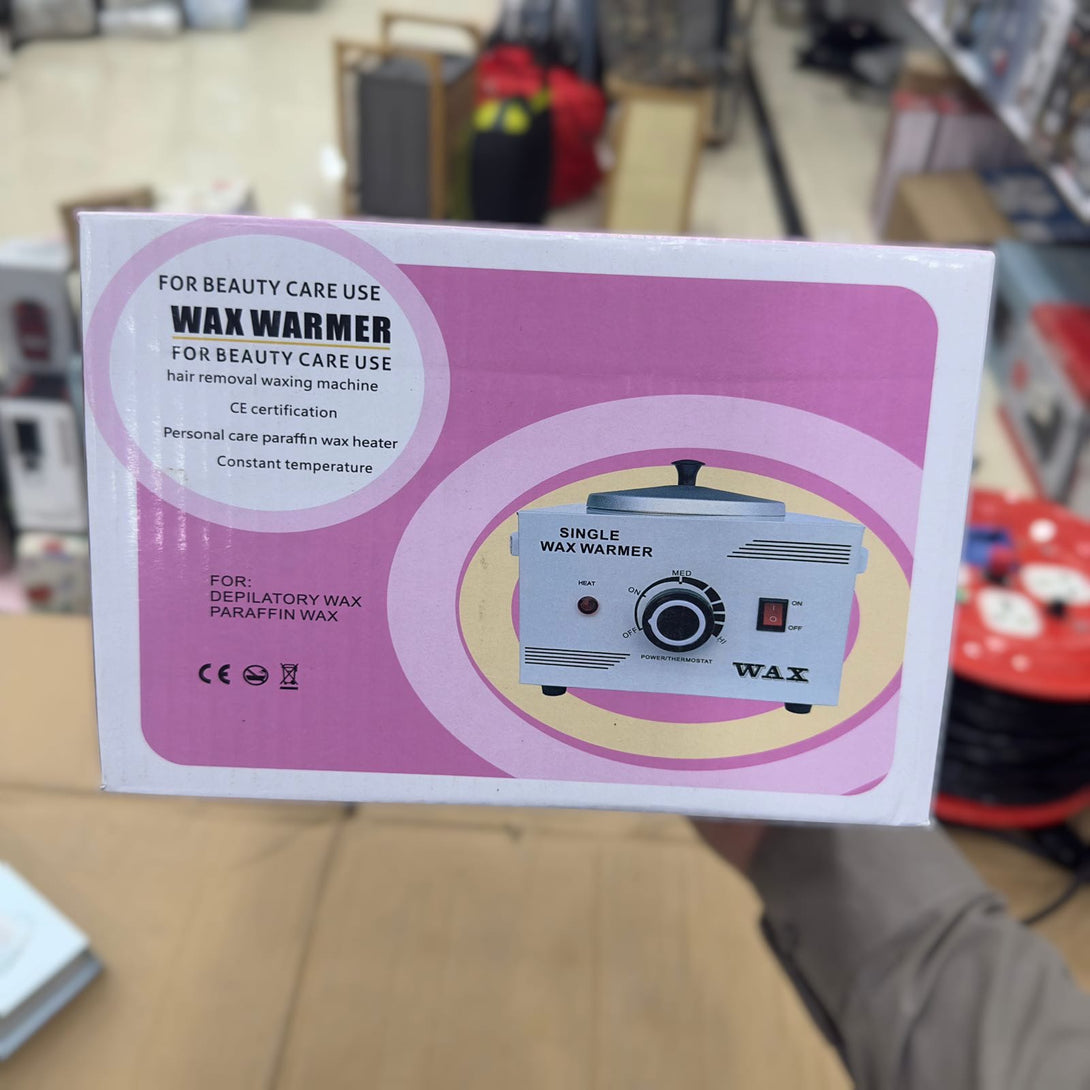 FOR BEAUTY CARE USE
WAX WARMER
FOR BEAUTY CARE USE
hair removal waxing machine
CE certification
Personal care paraffin wax heater
Constant temperature
FOR:
DEPILATORY WAX
PARAFFIN WAX
CE
SINGLE
WAX WARMER
HEAT
OFF
ON
MED
HI
POWER/THERMOSTAT
ON
OFF
WAX